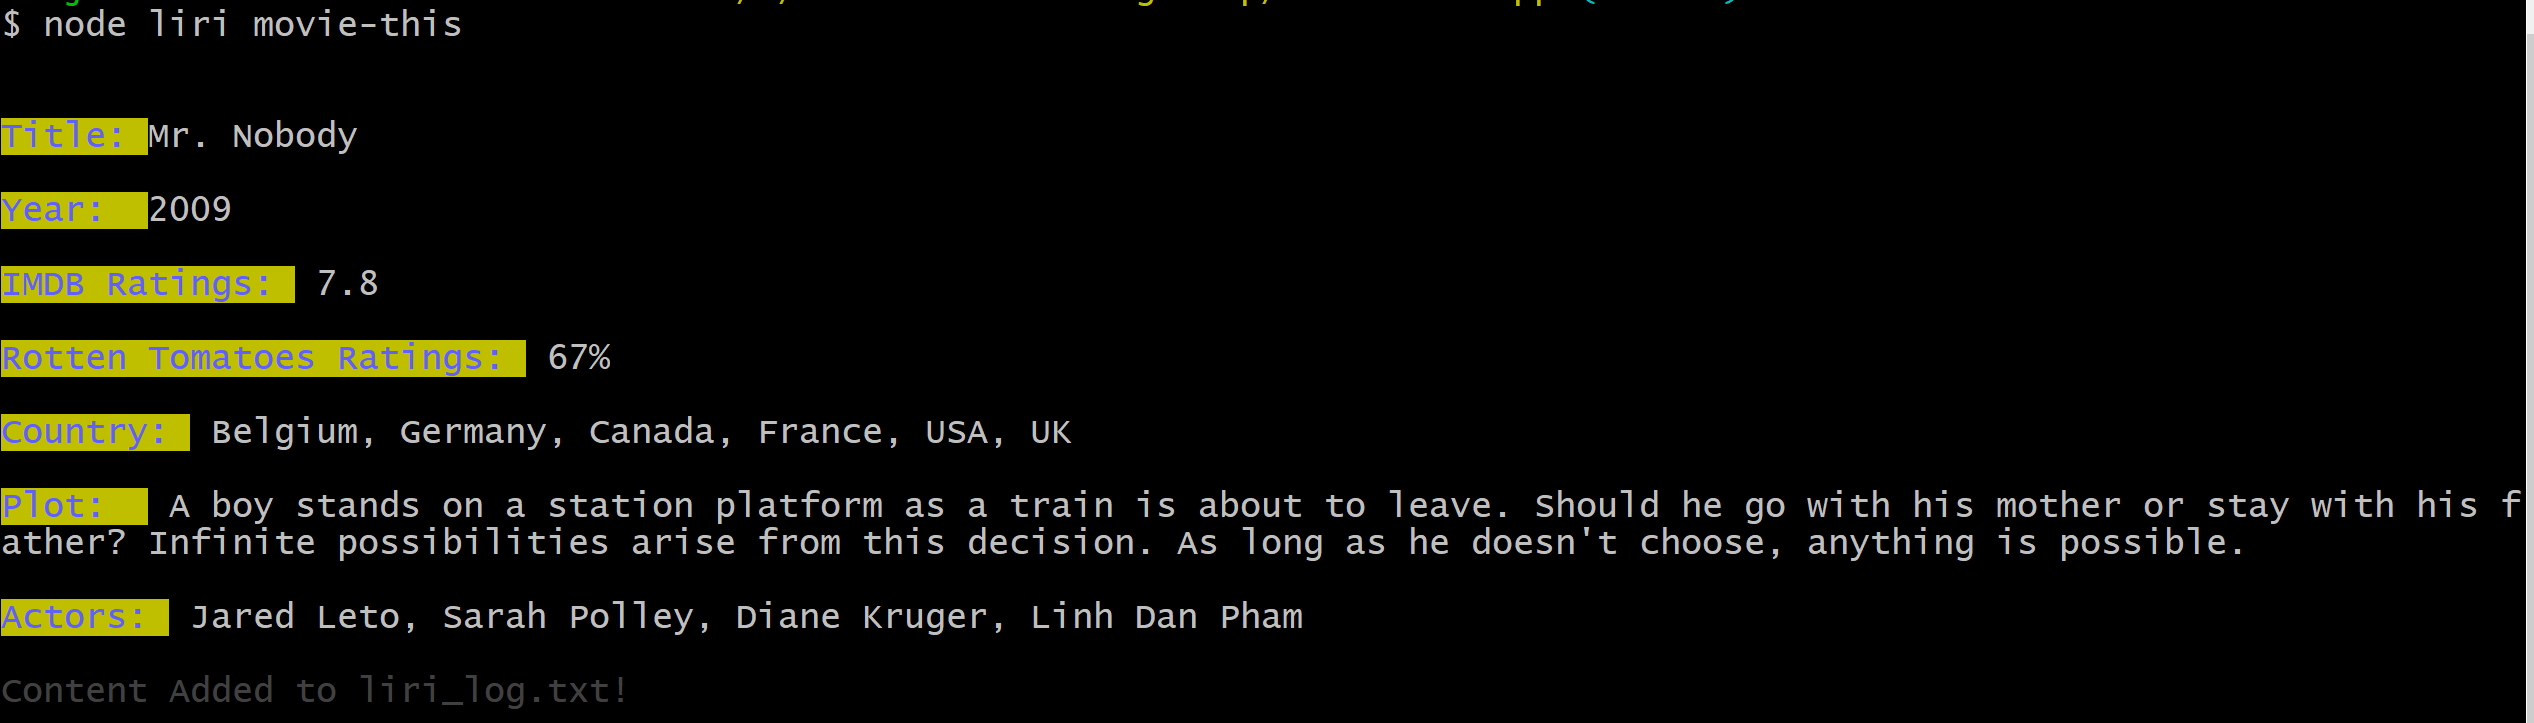 $ node liri movie-this
Title: Mr. Nobody
Year:  2009
IMDB Ratings:  7.8
Rotten Tomatoes Ratings:  67%
Country:  Belgium, Germany, Canada, France, USA, UK
Plot:   A boy stands on a station platform as a train is about to leave. Should he go with his mother or stay with his f
ather? Infinite possibilities arise from this decision. As long as he doesn't choose, anything is possible.
Actors:  Jared Leto, Sarah Polley, Diane Kruger, Linh Dan Pham
Content Added to liri_log.txt!